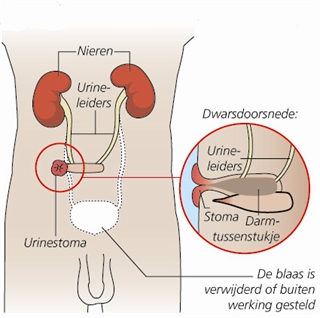 Nieren
Urine-
leiders
Dwarsdoorsnede:
Urine-
leiders
Stoma
Darm-
tussenstukje
Urinestoma
De blaas is
verwijderd of buiten
werking gesteld